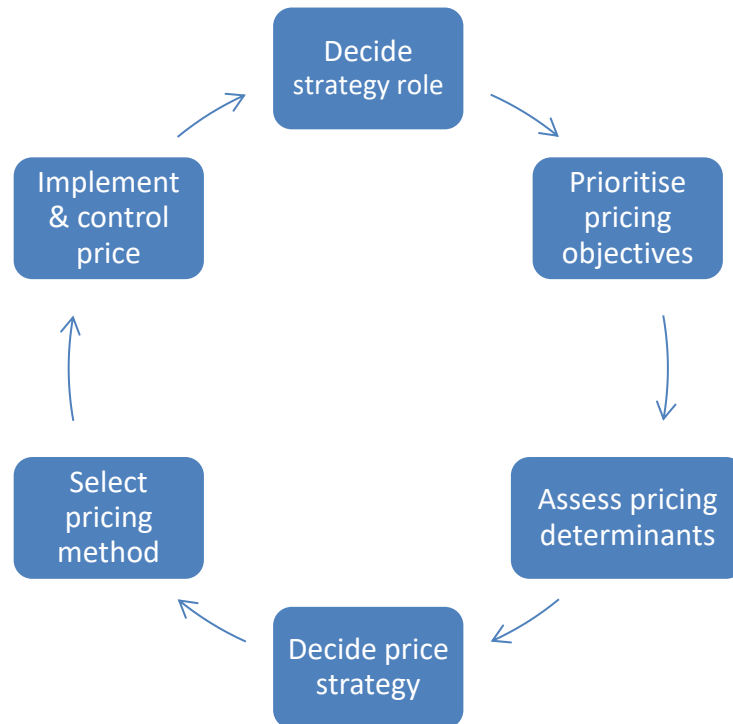 Decide
strategy role
Prioritise
pricing
objectives
Assess pricing
determinants
Decide price
strategy
Select
pricing
method
Implement
& control
price